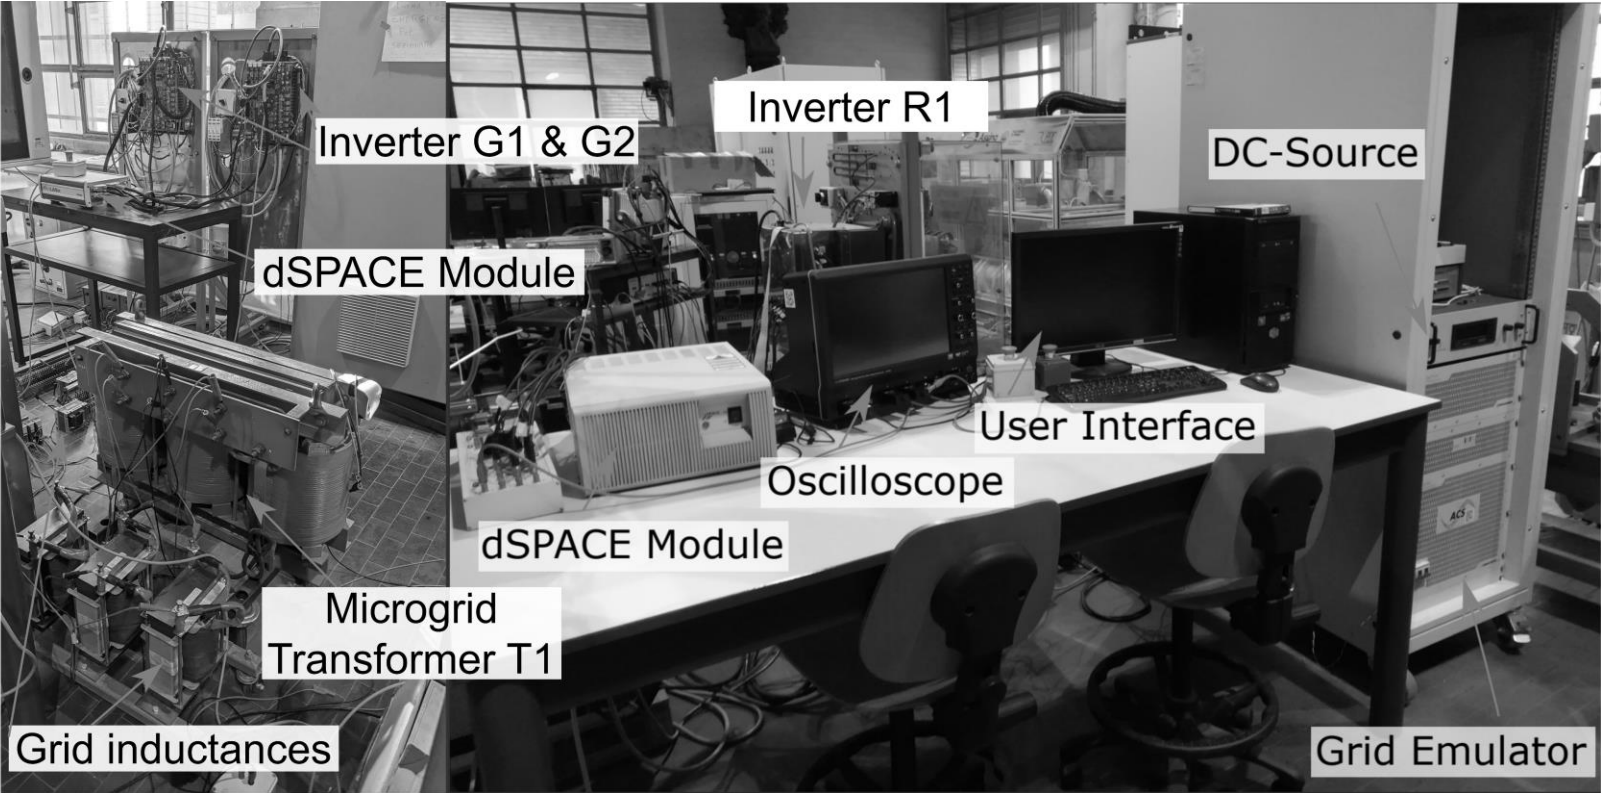 Inverter G1 & G2
dSPACE Module
Microgrid
Transformer T1
Grid inductances
Inverter R1
DC-Source
User Interface
Oscilloscope
dSPACE Module
ACS
Grid Emulator